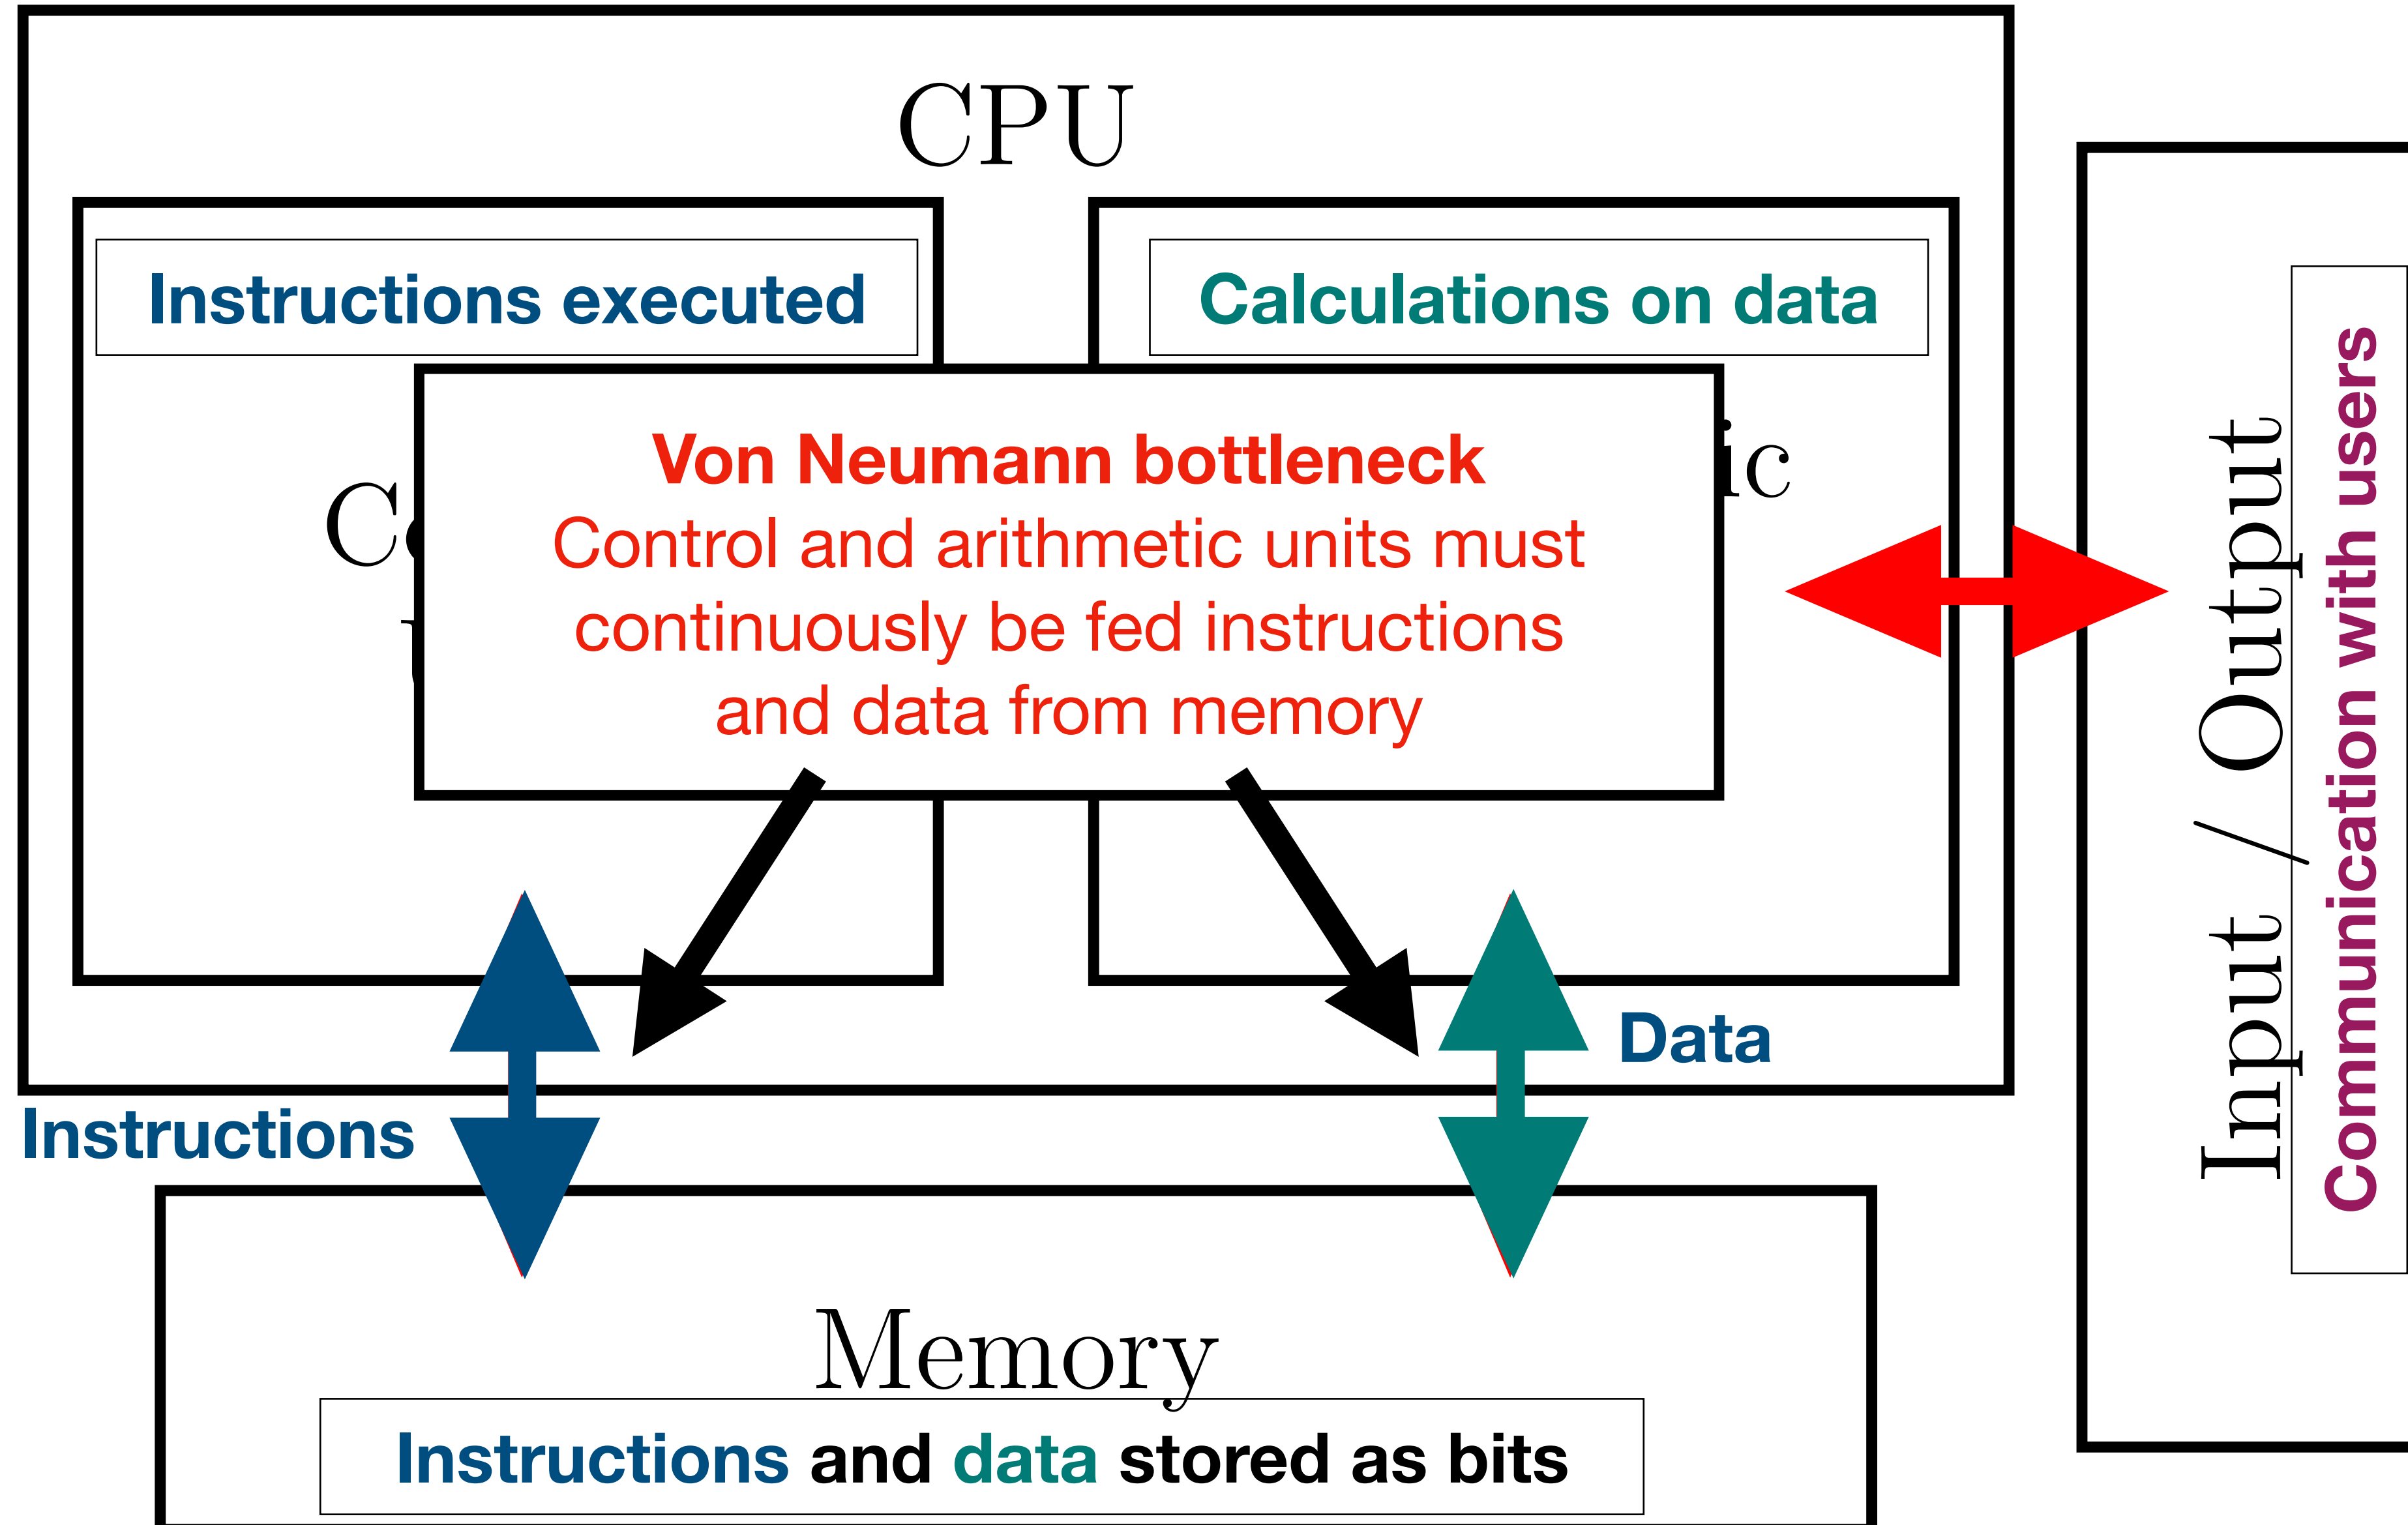 CPU
Instructions executed
Calculations on data
Von Neumann bottleneck
Control and arithmetic units must
continuously be fed instructions
and data from memory
Data
Instructions
Memory
Instructions and data stored as bits
Input / Output
Communication with users